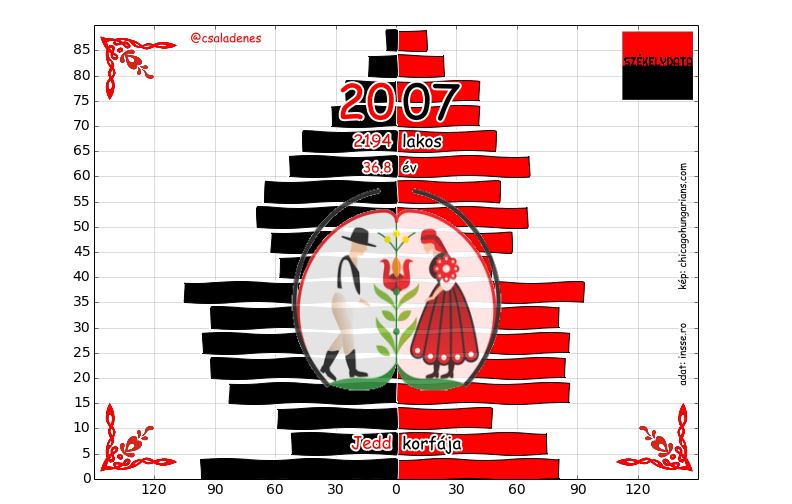 @csaladenes
SZÉKELYDATA
2007
2194 lakos
36.8 év
kép: chicagohungarians.com
adat: insse.ro
Jedd korfája
85
80
75
70
65
60
55
50
45
40
35
30
25
20
15
10
5
0
120 90 60 30 0 30 60 90 120